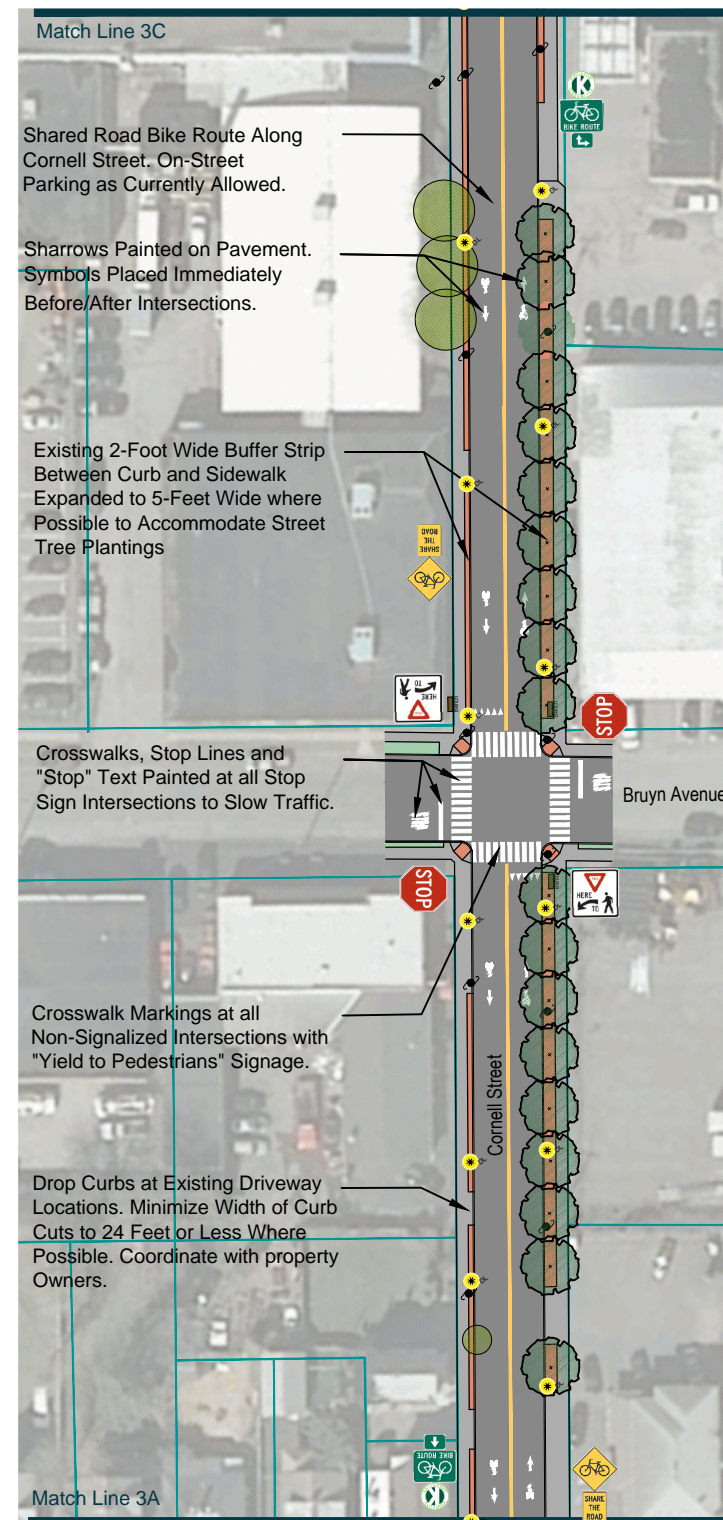 Match Line 3C
K
BIKE ROUTE
Shared Road Bike Route Along
Cornell Street. On-Street
Parking as Currently Allowed.
Sharrows Painted on Pavement.
Symbols Placed Immediately
Before/After Intersections.
Existing 2-Foot Wide Buffer Strip
Between Curb and Sidewalk
Expanded to 5-Feet Wide where
Possible to Accommodate Street
Tree Plantings
SHARE
THE
ROAD
HERE
TO
STOP
Crosswalks, Stop Lines and
"Stop" Text Painted at all Stop
Sign Intersections to Slow Traffic.
Bruyn Avenue
STOP
HERE
TO
Crosswalk Markings at all
Non-Signalized Intersections with
"Yield to Pedestrians" Signage.
Cornell Street
Drop Curbs at Existing Driveway
Locations. Minimize Width of Curb
Cuts to 24 Feet or Less Where
Possible. Coordinate with property
Owners.
BIKE ROUTE
K
SHARE
THE
ROAD
Match Line 3A